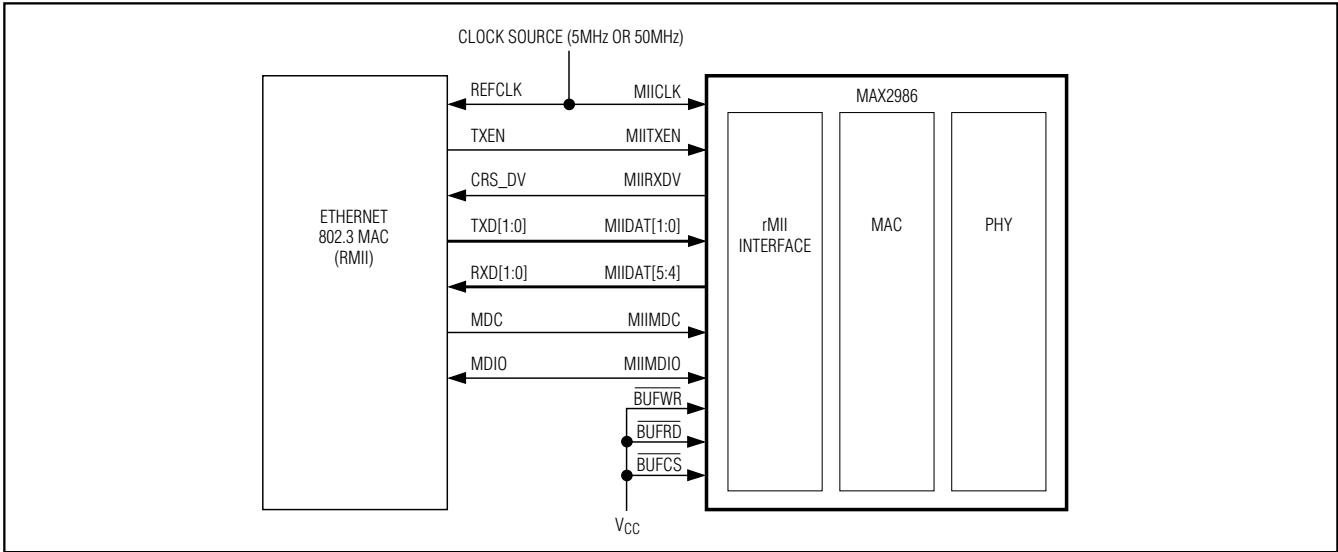 CLOCK SOURCE (5MHz OR 50MHz)
REFCLK MIICLK
MAX2986
TXEN MIITXEN
CRS_DV MIIRXDV
ETHERNET
802.3 MAC
(RMII)
TXD[1:0] MIIDAT[1:0]
rMII
INTERFACE
MAC
PHY
RXD[1:0] MIIDAT[5:4]
MDC MIIMDC
MDIO MIIMDIO
BUFWR
BUFRD
BUFCS
VCC